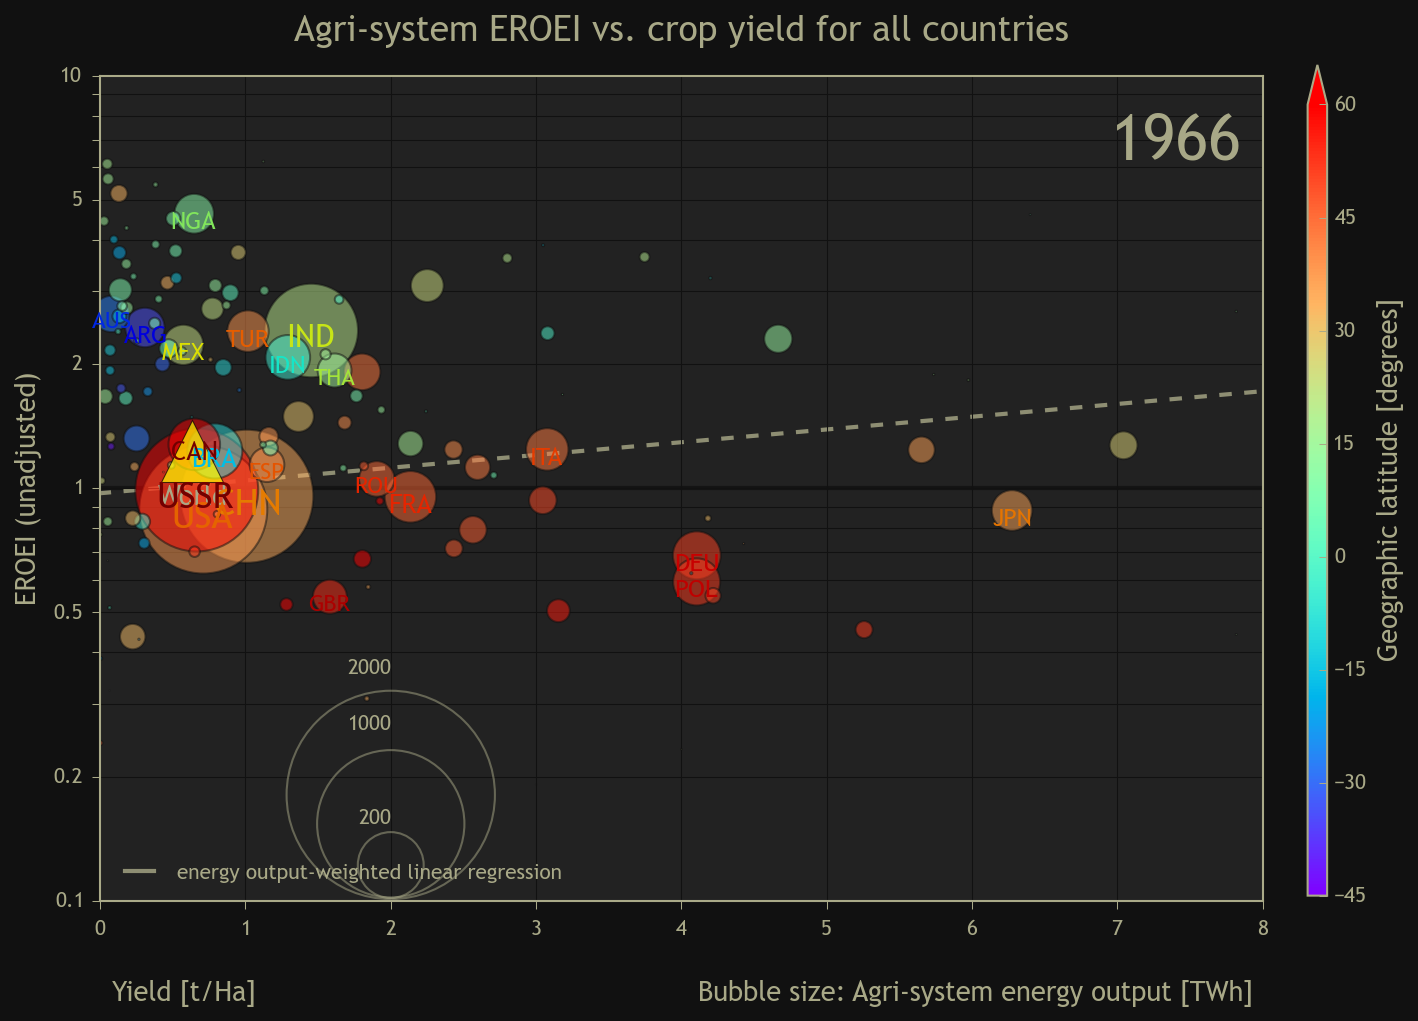 Agri-system EROEI vs. crop yield for all countries
1966
10
5
2
1
0.5
0.2
0.1
EROEI (unadjusted)
NGA
AUS
ARG
MEX
TUR
IND
IDN
THA
CAN
BRA
ESP
USSR
CHN
USA
ROU
FRA
ITA
JPN
DEU
POL
GBR
2000
1000
200
energy output-weighted linear regression
0 1 2 3 4 5 6 7 8
Yield [t/Ha]
Bubble size: Agri-system energy output [TWh]
60
45
30
15
0
−15
−30
−45
Geographic latitude [degrees]